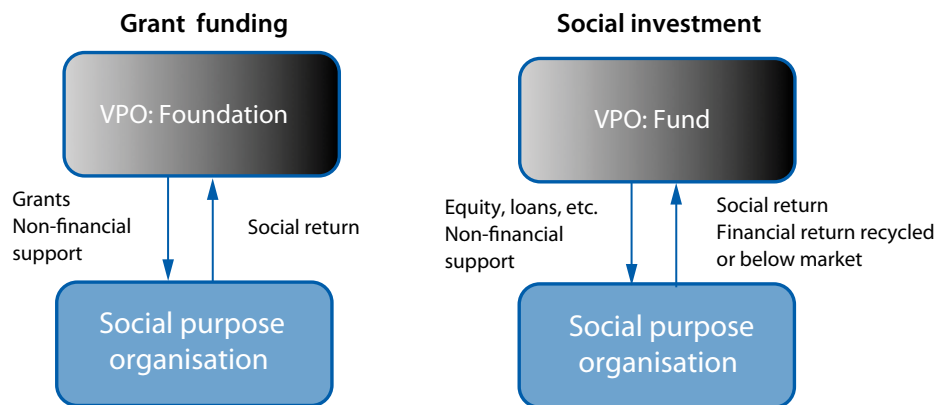 Grant funding
VPO: Foundation
Grants
Non-financial
support
Social return
Social purpose
organisation
Social investment
VPO: Fund
Equity, loans, etc.
Non-financial
support
Social return
Financial return recycled
or below market
Social purpose
organisation